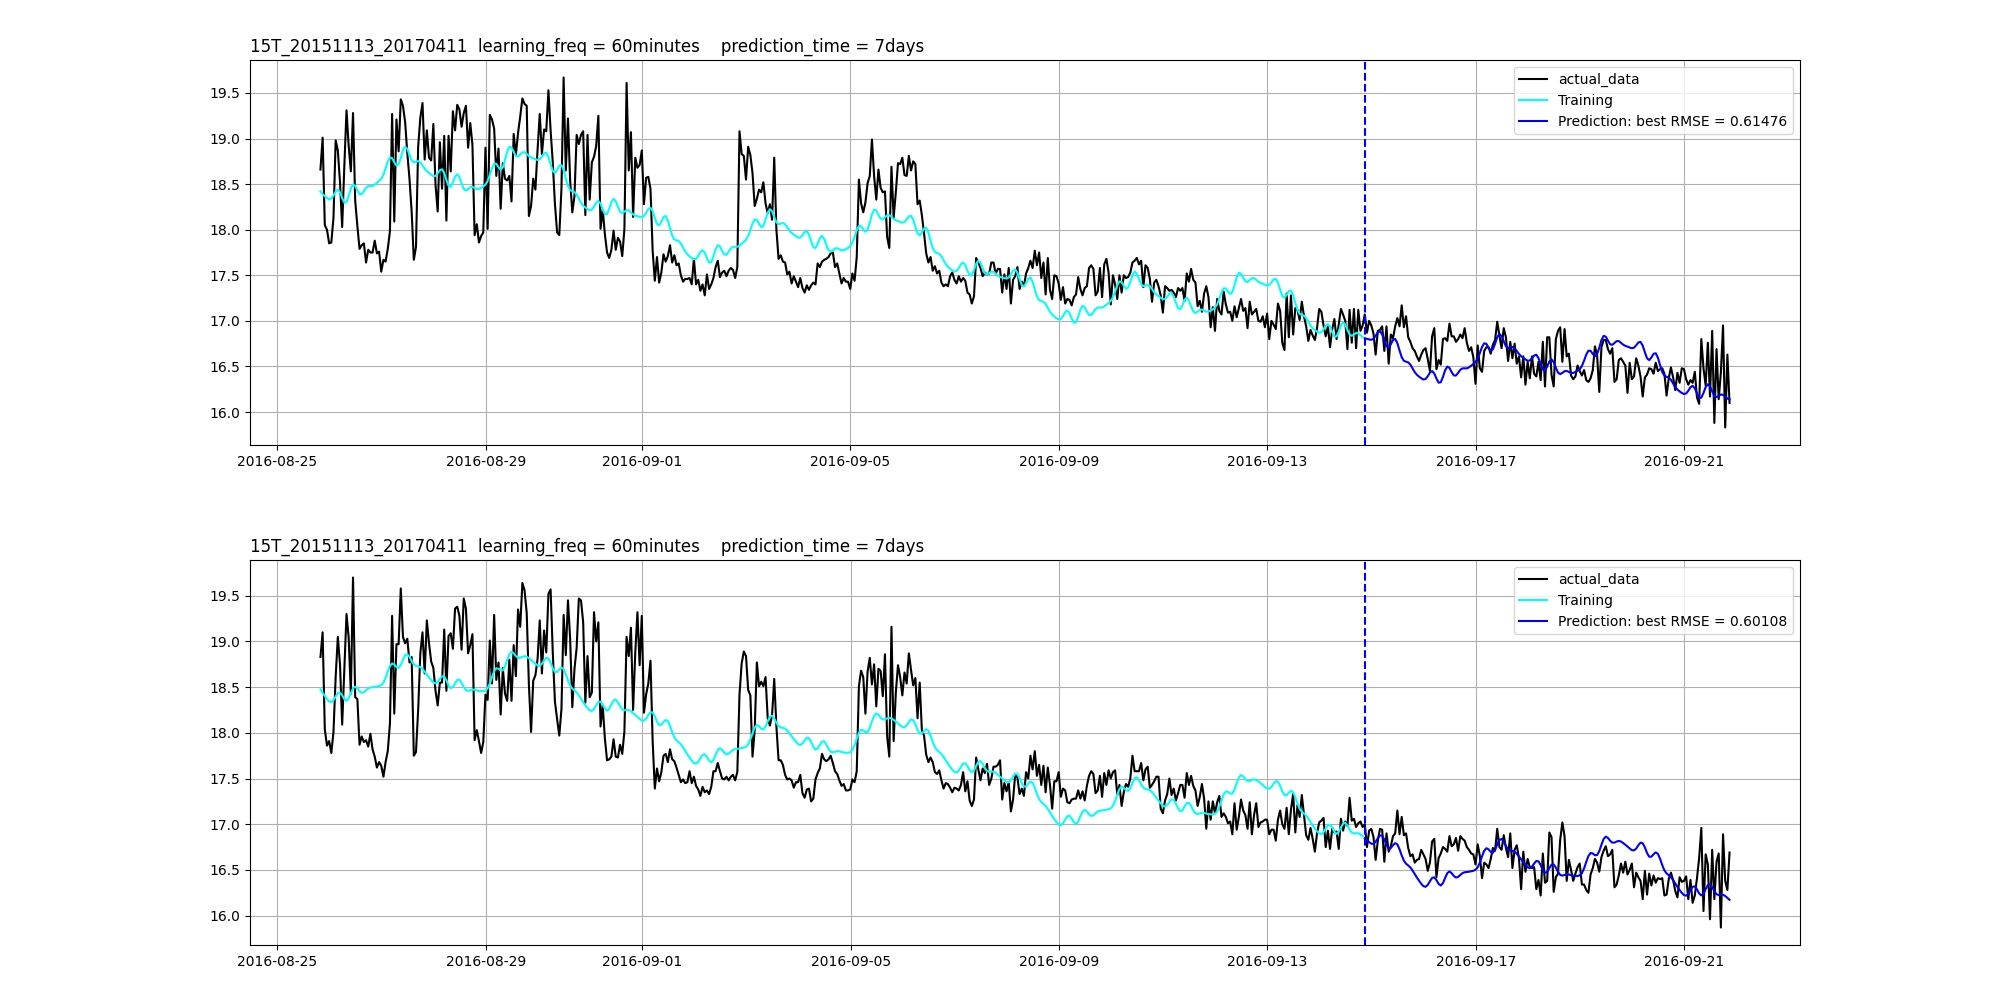 15T_20151113_20170411  learning_freq = 60minutes    prediction_time = 7days
actual_data
Training
Prediction: best RMSE = 0.61476
19.5
19.0
18.5
18.0
17.5
17.0
16.5
16.0
2016-08-25 2016-08-29 2016-09-01 2016-09-05 2016-09-09 2016-09-13 2016-09-17 2016-09-21
15T_20151113_20170411  learning_freq = 60minutes    prediction_time = 7days
actual_data
Training
Prediction: best RMSE = 0.60108
19.5
19.0
18.5
18.0
17.5
17.0
16.5
16.0
2016-08-25 2016-08-29 2016-09-01 2016-09-05 2016-09-09 2016-09-13 2016-09-17 2016-09-21